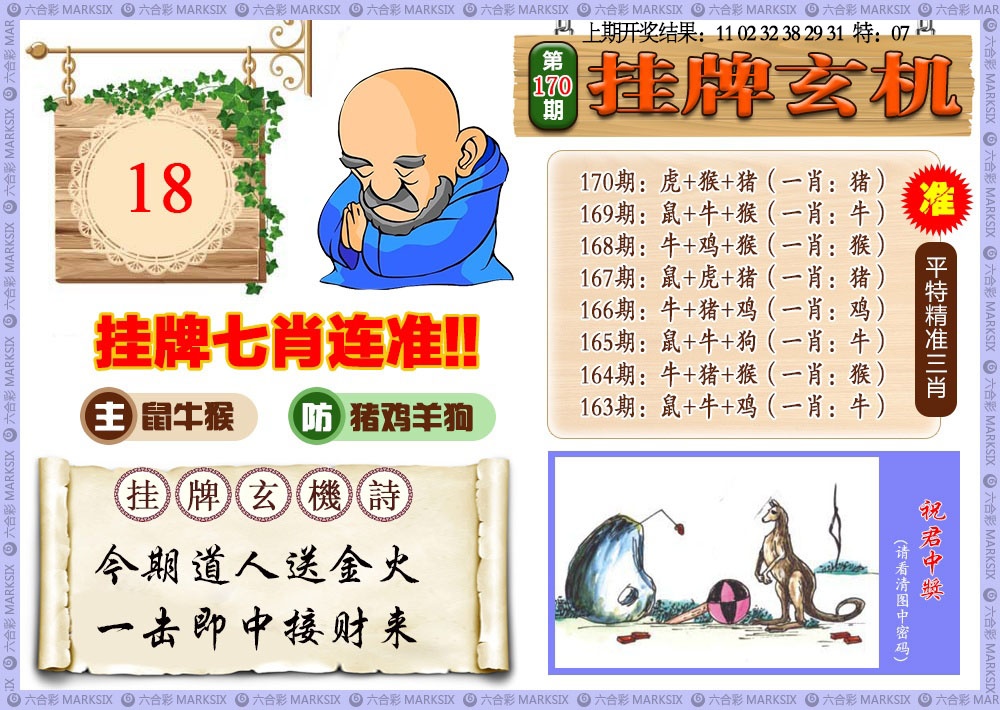 上期开奖结果：11 02 32 38 29 31 特：07
第170期
挂牌玄机
18
挂牌七肖连准!!
主 鼠牛猴
防 猪鸡羊狗
挂牌玄機詩
今期道人送金火
一击即中接财来
170期：虎+猴+猪（一肖：猪）
169期：鼠+牛+猴（一肖：牛）
168期：牛+鸡+猴（一肖：猴）
167期：鼠+虎+猪（一肖：猪）
166期：牛+猪+鸡（一肖：鸡）
165期：鼠+牛+狗（一肖：牛）
164期：牛+猪+猴（一肖：猴）
163期：鼠+牛+鸡（一肖：牛）
准
平特精准三肖
祝君中奖
（请看清图中密码）
六合彩 MARKSIX